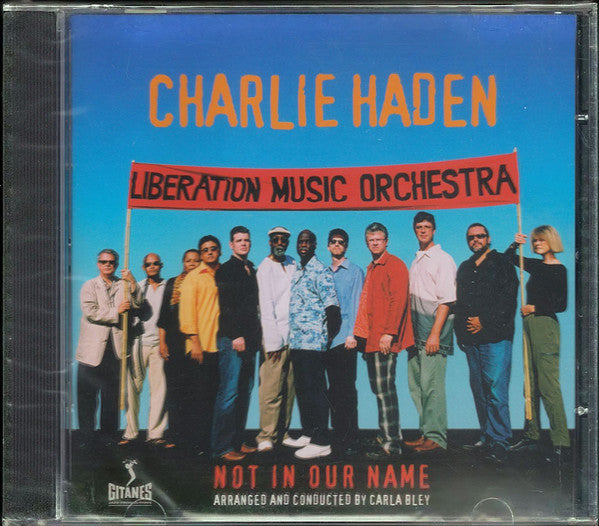 CHARLIE HADEN
LIBERATION MUSIC ORCHESTRA
NOT IN OUR NAME
ARRANGED AND CONDUCTED BY CARLA BLEY
GITANES